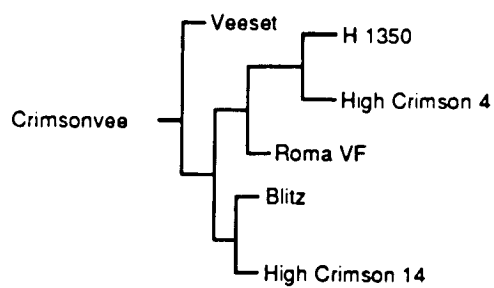 Veeset
H 1350
High Crimson 4
Crimsonvee
Roma VF
Blitz
High Crimson 14